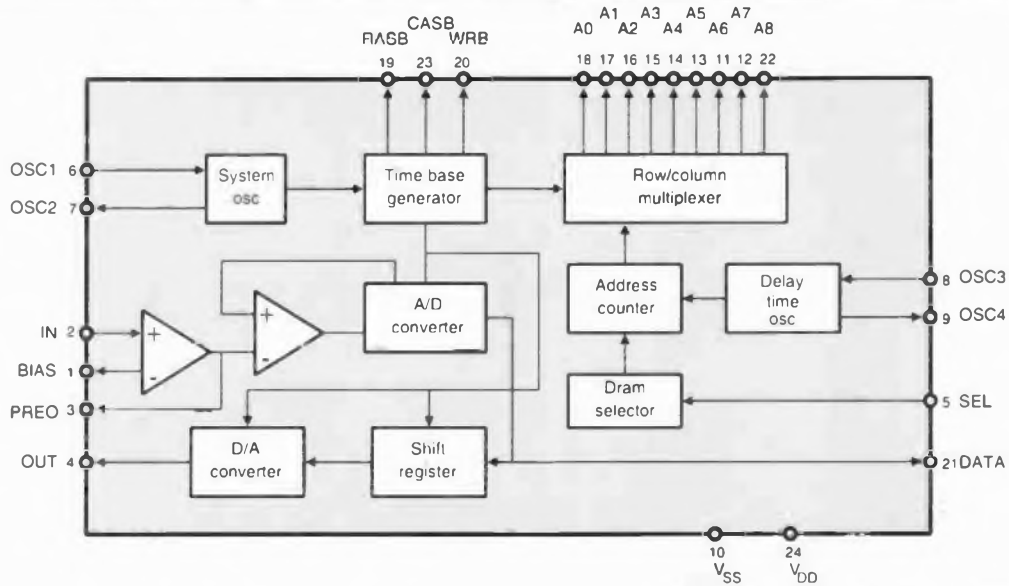 CASB
RASB WRB
A0 A1 A2 A3 A4 A5 A6 A7 A8
19 23 20
18 17 16 15 14 13 11 12 22
OSC1 6
OSC2 7
System osc
Time base generator
Row/column multiplexer
A/D converter
Address counter
Delay time osc
8 OSC3
9 OSC4
IN 2
+
-
+
-
BIAS 1
PREO 3
Dram selector
5 SEL
OUT 4
D/A converter
Shift register
21 DATA
10 24
VSS VDD